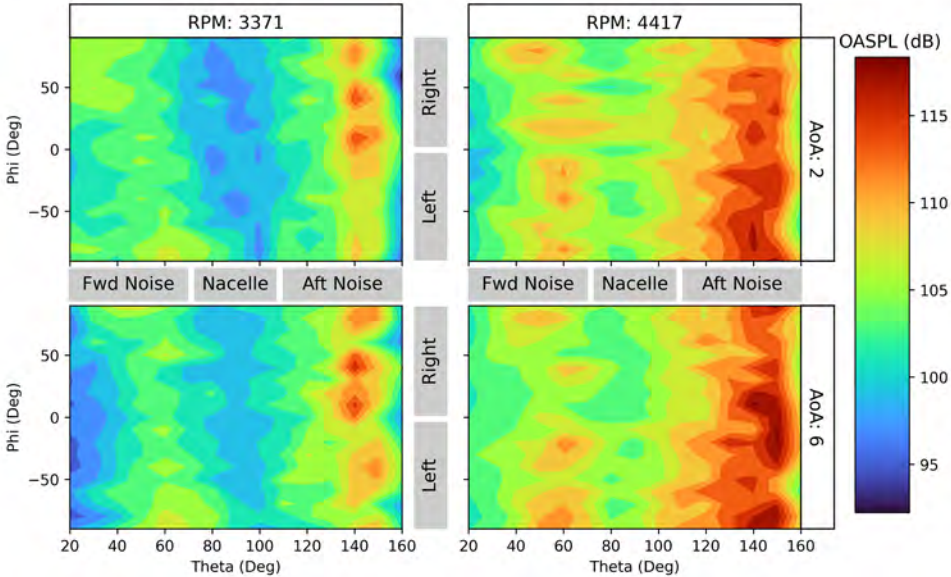 RPM: 3371
RPM: 4417
OASPL (dB)
Phi (Deg)
50
0
−50
Right
Left
AoA: 2
115
110
105
100
95
Fwd Noise
Nacelle
Aft Noise
Fwd Noise
Nacelle
Aft Noise
Phi (Deg)
50
0
−50
Right
Left
AoA: 6
20 40 60 80 100 120 140 160
20 40 60 80 100 120 140 160
Theta (Deg)
Theta (Deg)